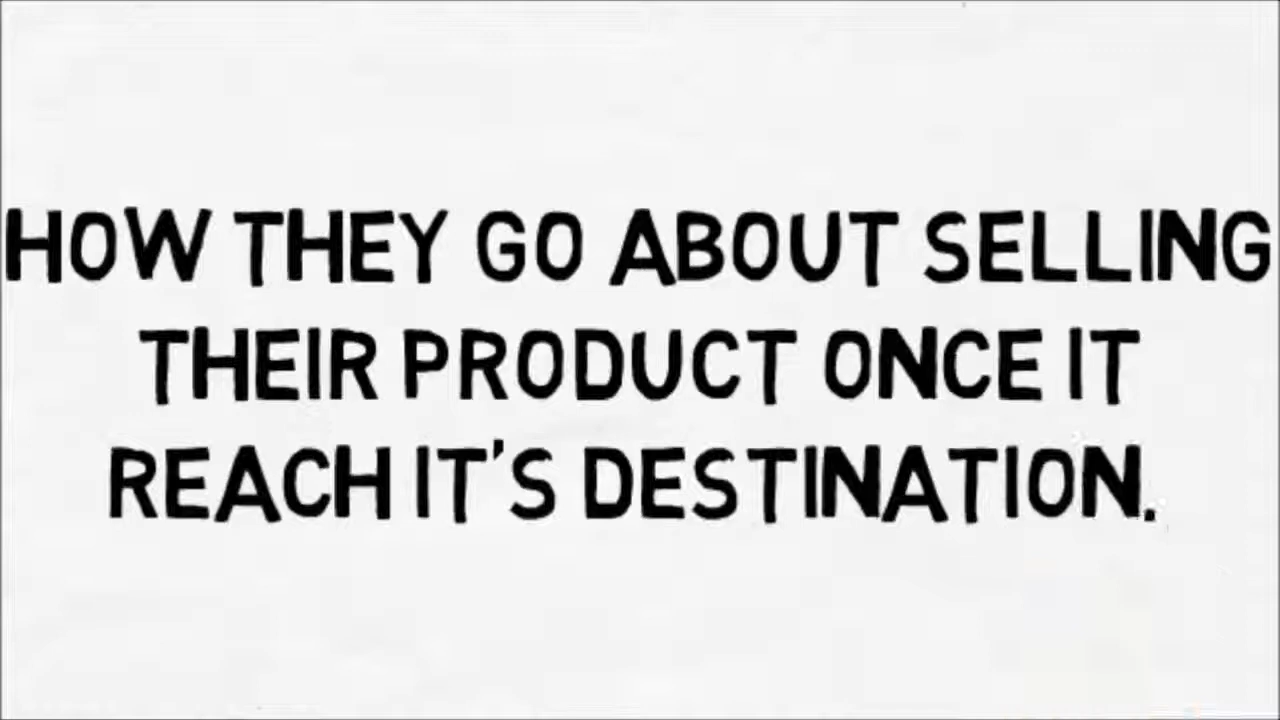 HOW THEY GO ABOUT SELLING
THEIR PRODUCT ONCE IT
REACH IT'S DESTINATION.